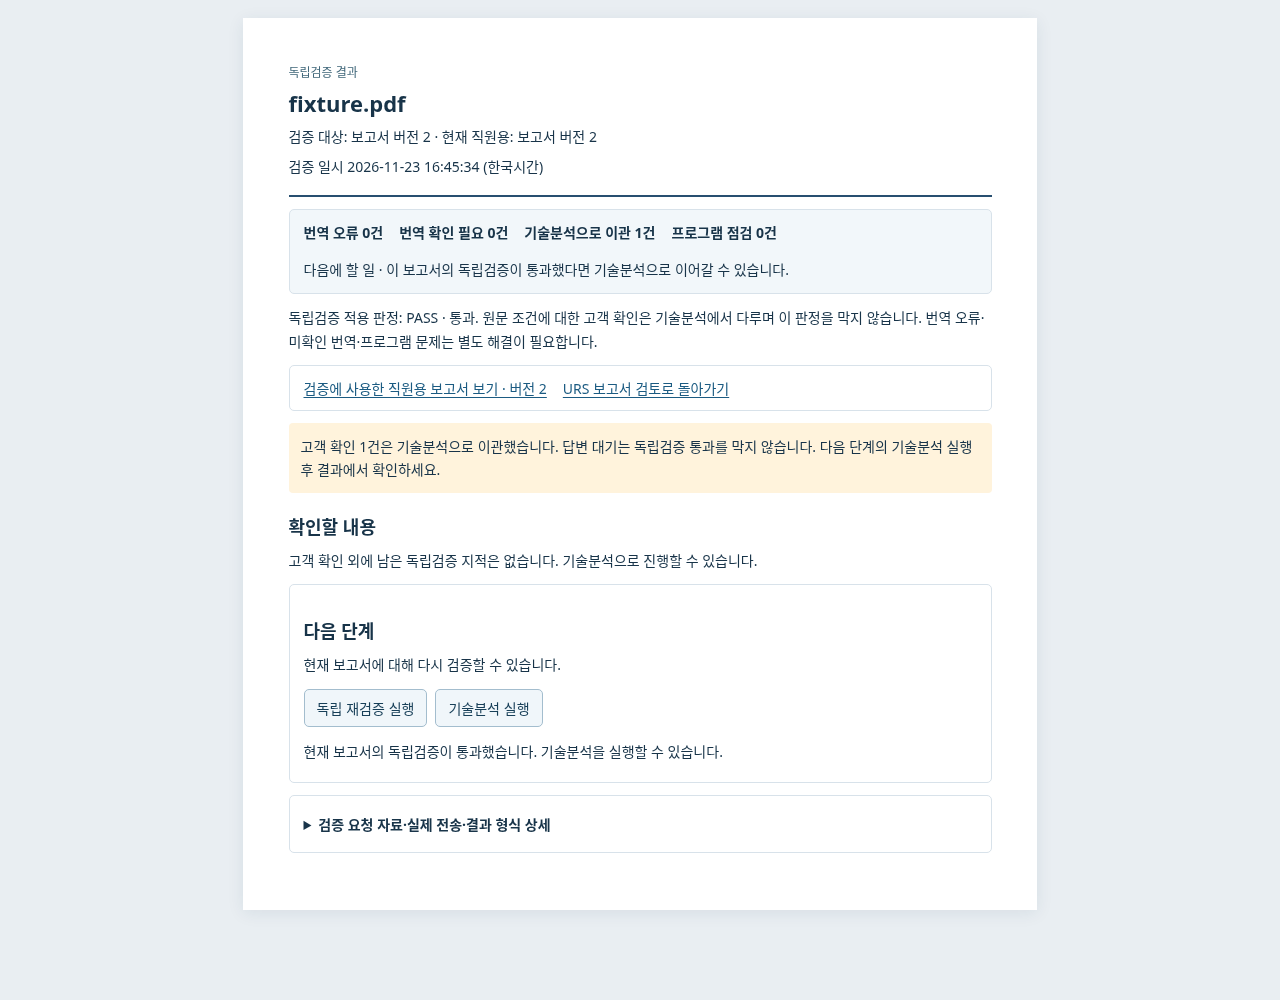 독립검증 결과
fixture.pdf
검증 대상: 보고서 버전 2 · 현재 직원용: 보고서 버전 2
검증 일시 2026-11-23 16:45:34 (한국시간)
번역 오류 0건 번역 확인 필요 0건 기술분석으로 이관 1건 프로그램 점검 0건
다음에 할 일 · 이 보고서의 독립검증이 통과했다면 기술분석으로 이어갈 수 있습니다.
독립검증 적용 판정: PASS · 통과. 원문 조건에 대한 고객 확인은 기술분석에서 다루며 이 판정을 막지 않습니다. 번역 오류·
미확인 번역·프로그램 문제는 별도 해결이 필요합니다.
검증에 사용한 직원용 보고서 보기 · 버전 2 URS 보고서 검토로 돌아가기
고객 확인 1건은 기술분석으로 이관했습니다. 답변 대기는 독립검증 통과를 막지 않습니다. 다음 단계의 기술분석 실행
후 결과에서 확인하세요.
확인할 내용
고객 확인 외에 남은 독립검증 지적은 없습니다. 기술분석으로 진행할 수 있습니다.
다음 단계
현재 보고서에 대해 다시 검증할 수 있습니다.
독립 재검증 실행 기술분석 실행
현재 보고서의 독립검증이 통과했습니다. 기술분석을 실행할 수 있습니다.
▶ 검증 요청 자료·실제 전송·결과 형식 상세